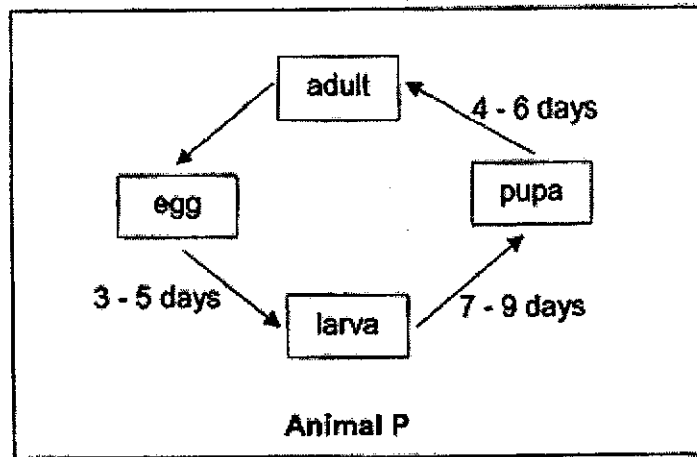 adult
4 - 6 days
egg
pupa
3 - 5 days
larva
7 - 9 days
Animal P